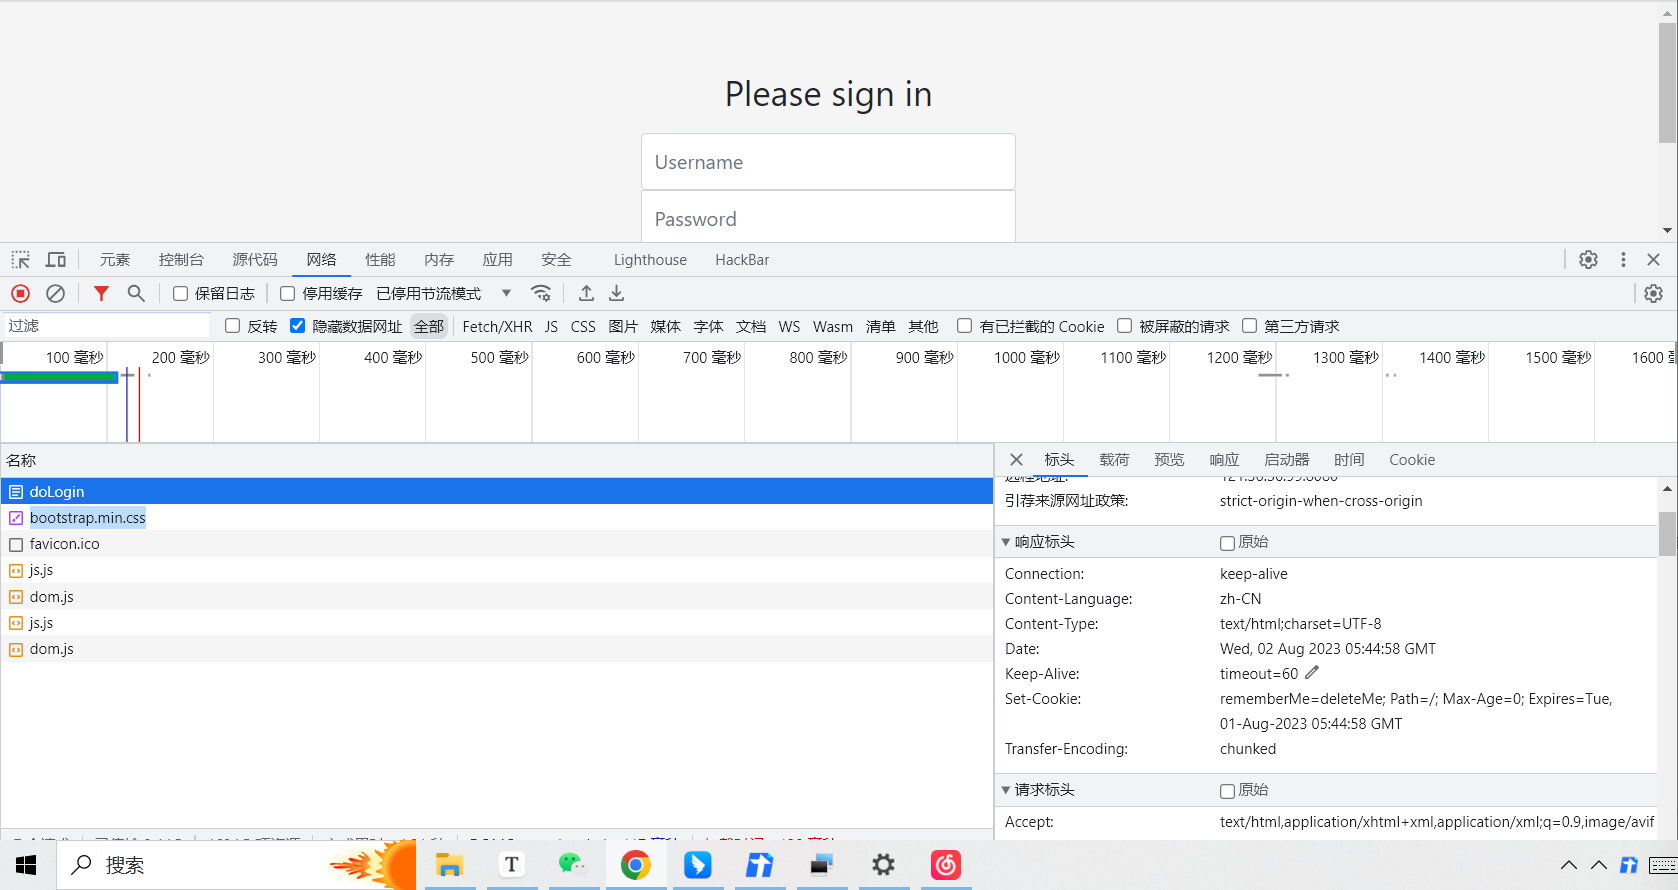 Please sign in
Username
Password
元素 控制台 源代码 网络 性能 内存 应用 安全 Lighthouse HackBar
保留日志 停用缓存 已停用节流模式
过滤 反转 隐藏数据网址 全部 Fetch/XHR JS CSS 图片 媒体 字体 文档 WS Wasm 清单 其他 有已拦截的 Cookie 被屏蔽的请求 第三方请求
100 毫秒 200 毫秒 300 毫秒 400 毫秒 500 毫秒 600 毫秒 700 毫秒 800 毫秒 900 毫秒 1000 毫秒 1100 毫秒 1200 毫秒 1300 毫秒 1400 毫秒 1500 毫秒 1600
名称
doLogin
bootstrap.min.css
favicon.ico
js.js
dom.js
js.js
dom.js
标头 载荷 预览 响应 启动器 时间 Cookie
引荐来源网址政策: strict-origin-when-cross-origin
响应标头 原始
Connection: keep-alive
Content-Language: zh-CN
Content-Type: text/html;charset=UTF-8
Date: Wed, 02 Aug 2023 05:44:58 GMT
Keep-Alive: timeout=60
Set-Cookie: rememberMe=deleteMe; Path=/; Max-Age=0; Expires=Tue,
01-Aug-2023 05:44:58 GMT
Transfer-Encoding: chunked
请求标头 原始
Accept: text/html,application/xhtml+xml,application/xml;q=0.9,image/avif
搜索
T